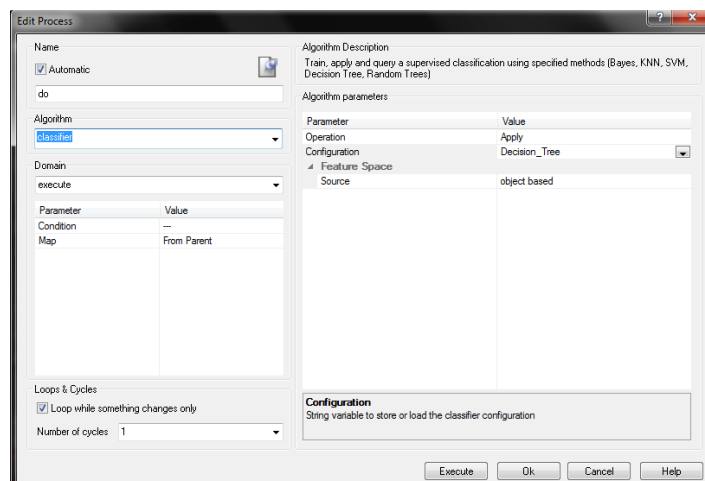 Edit Process
?
Name
Automatic
do
Algorithm
classifier
Domain
execute
Parameter Value
Condition ---
Map From Parent
Loops & Cycles
Loop while something changes only
Number of cycles 1
Algorithm Description
Train, apply and query a supervised classification using specified methods (Bayes, KNN, SVM,
Decision Tree, Random Trees)
Algorithm parameters
Parameter Value
Operation Apply
Configuration Decision_Tree
Feature Space
Source object based
Configuration
String variable to store or load the classifier configuration
Execute Ok Cancel Help